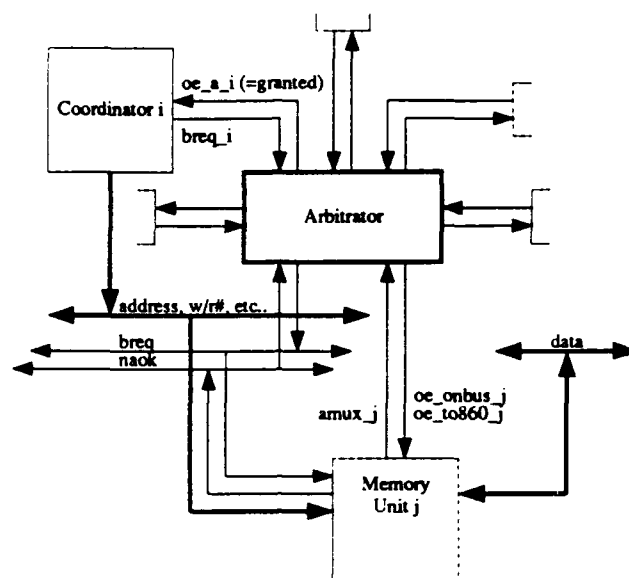 oe_a_i (=granted)
Coordinator i
breq_i
Arbitrator
address, w/r#, etc..
breq
naok
data
amux_j
oe_onbus_j
oe_to860_j
Memory
Unit j